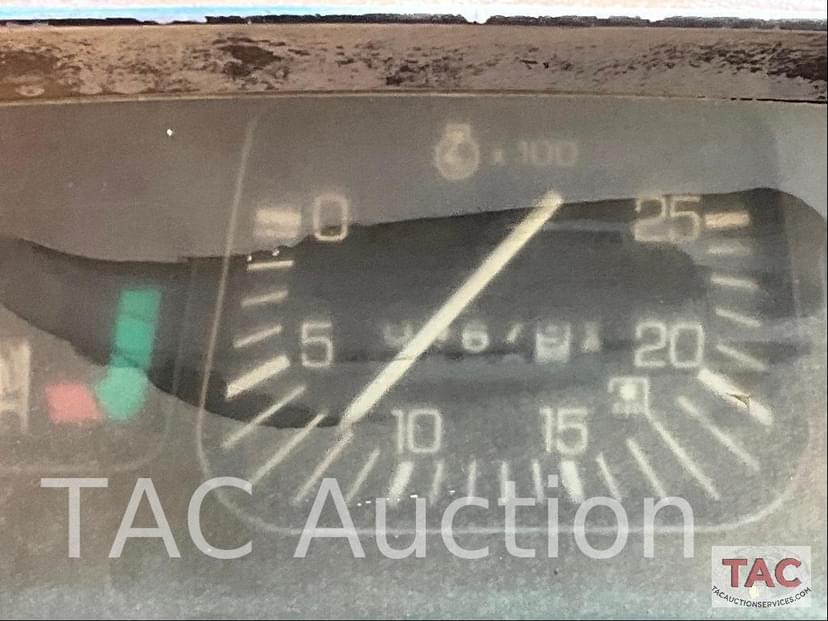 x 100
0 25
5 20
10 15
TAC Auction
TAC
TACAUCTIONSERVICES.COM